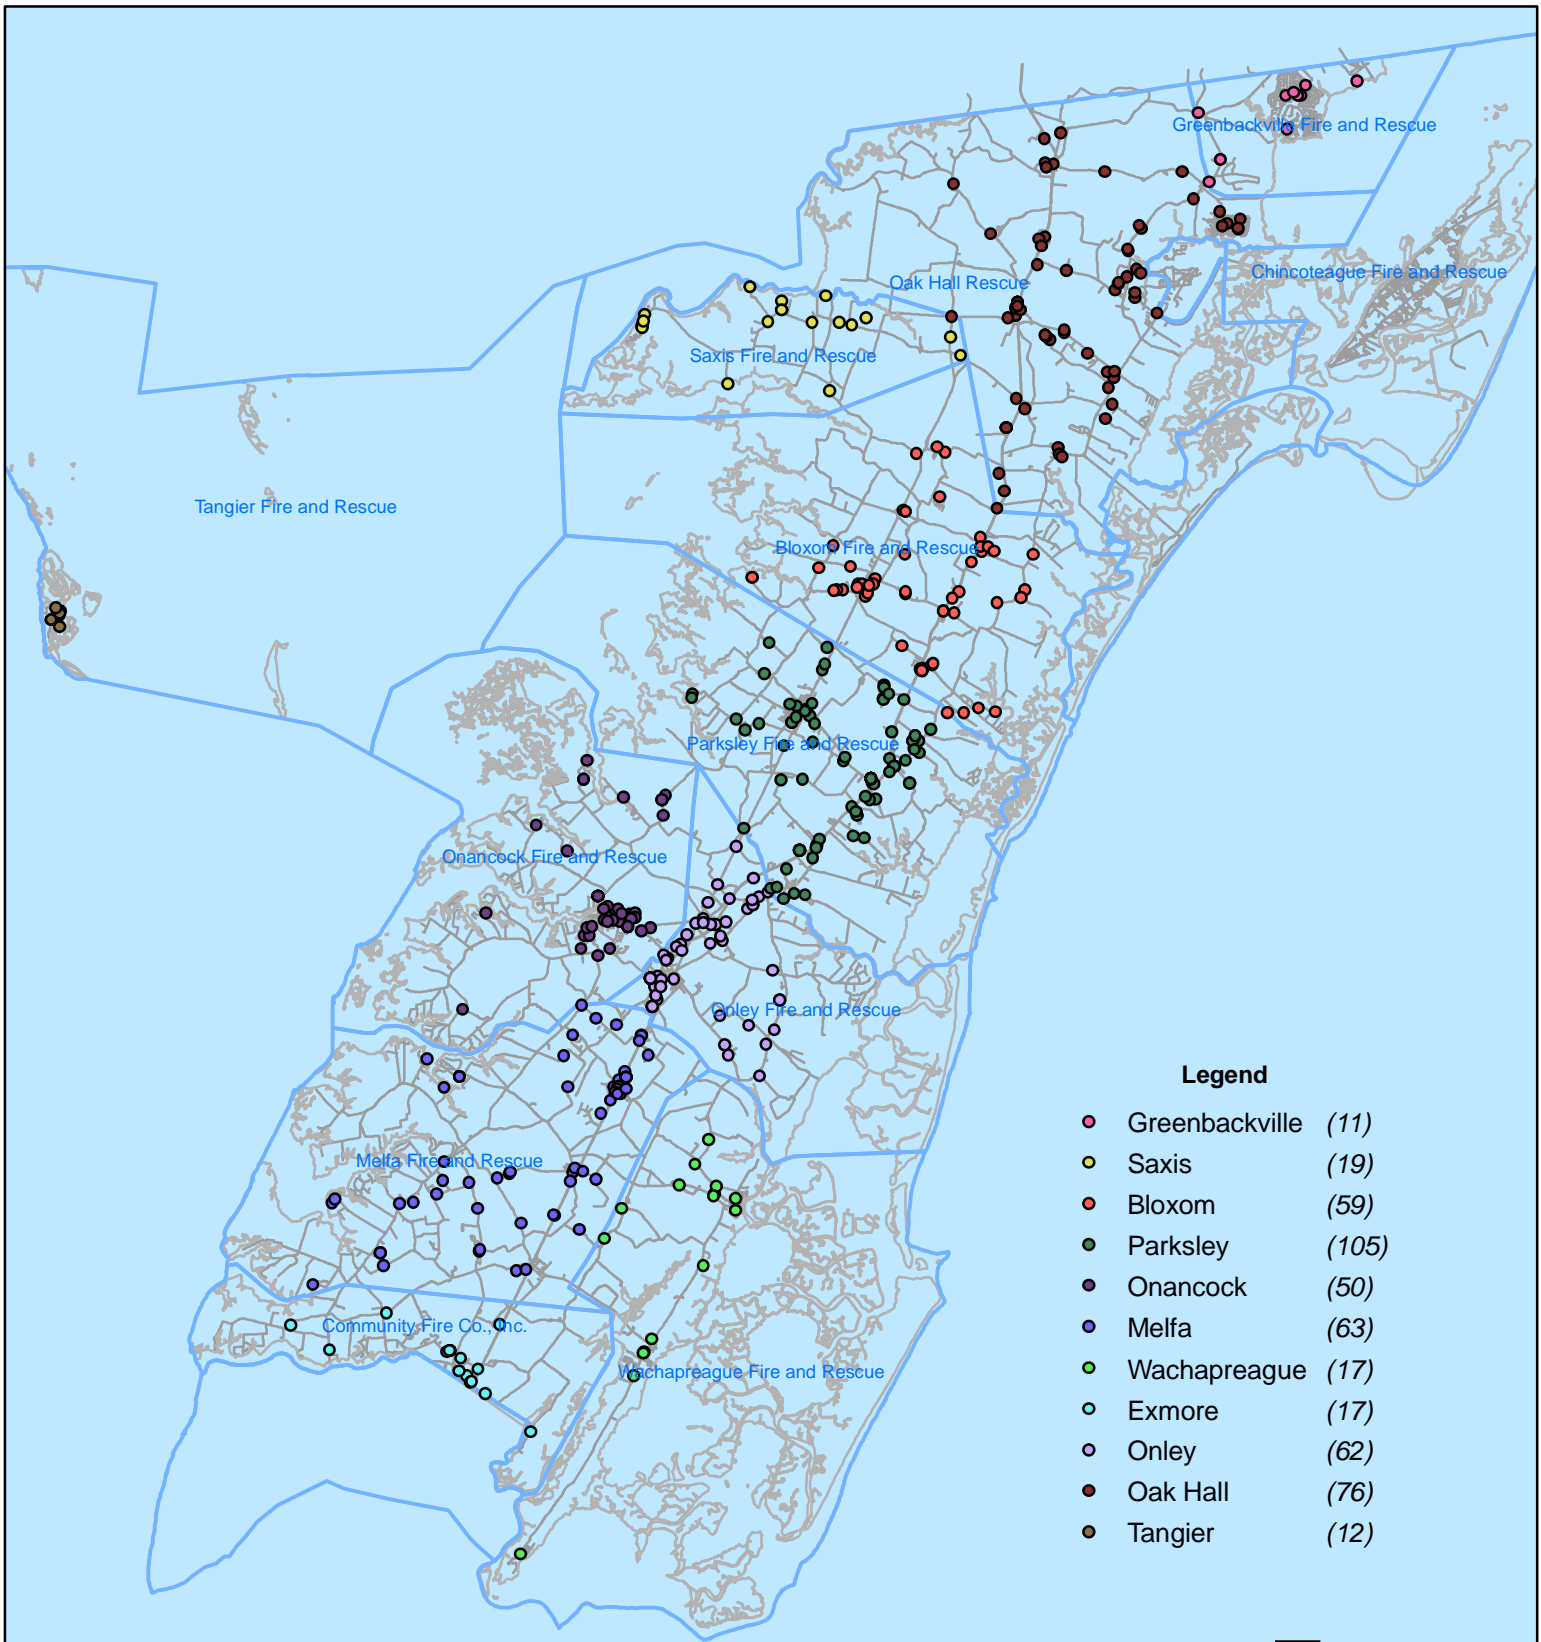 Greenbackville Fire and Rescue
Chincoteague Fire and Rescue
Oak Hall Rescue
Saxis Fire and Rescue
Tangier Fire and Rescue
Bloxom Fire and Rescue
Parksley Fire and Rescue
Onancock Fire and Rescue
Onley Fire and Rescue
Melfa Fire and Rescue
Community Fire Co., Inc.
Wachapreague Fire and Rescue
Legend
Greenbackville (11)
Saxis (19)
Bloxom (59)
Parksley (105)
Onancock (50)
Melfa (63)
Wachapreague (17)
Exmore (17)
Onley (62)
Oak Hall (76)
Tangier (12)